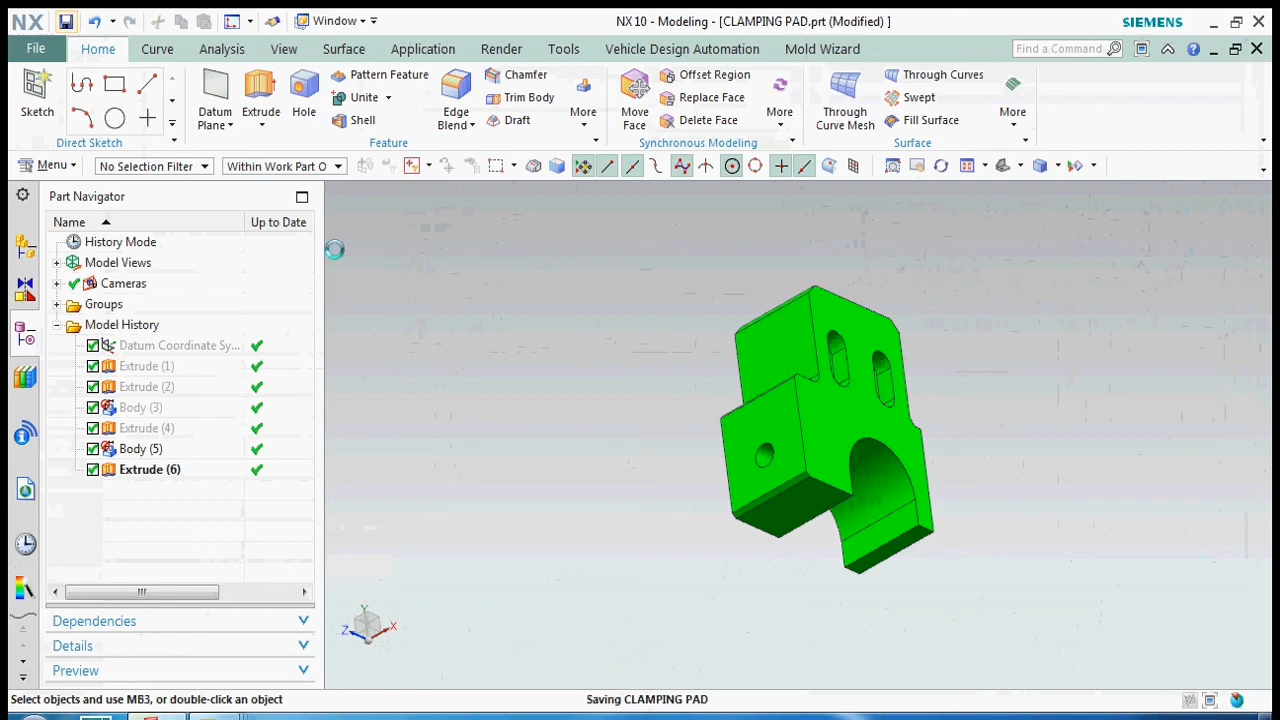 NX
Window
NX 10 - Modeling - [CLAMPING PAD.prt (Modified) ]
SIEMENS
File
Home
Curve
Analysis
View
Surface
Application
Render
Tools
Vehicle Design Automation
Mold Wizard
Find a Command
Sketch
Direct Sketch
Datum
Plane
Extrude
Hole
Pattern Feature
Unite
Shell
Edge
Blend
Chamfer
Trim Body
Draft
More
Feature
Move
Face
Offset Region
Replace Face
Delete Face
More
Synchronous Modeling
Through
Curve Mesh
Through Curves
Swept
Fill Surface
More
Surface
Menu
No Selection Filter
Within Work Part O
Part Navigator
Name
Up to Date
History Mode
Model Views
Cameras
Groups
Model History
Datum Coordinate Sy...
Extrude (1)
Extrude (2)
Body (3)
Extrude (4)
Body (5)
Extrude (6)
Dependencies
Details
Preview
Y
Z
X
Select objects and use MB3, or double-click an object
Saving CLAMPING PAD